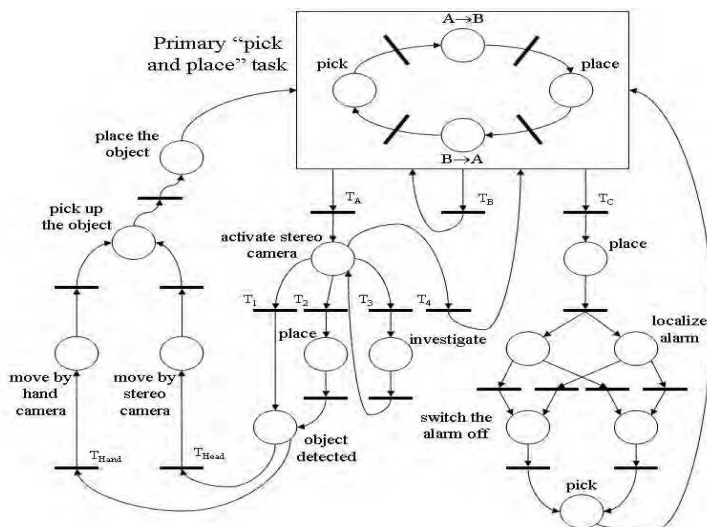 Primary "pick
and place" task
A→B
pick
place
B→A
place the
object
pick up
the object
T_A
T_B
T_C
activate stereo
camera
place
T_1
T_2
T_3
T_4
place
investigate
localize
alarm
move by
hand
camera
move by
stereo
camera
switch the
alarm off
object
detected
T_Hand
T_Head
pick